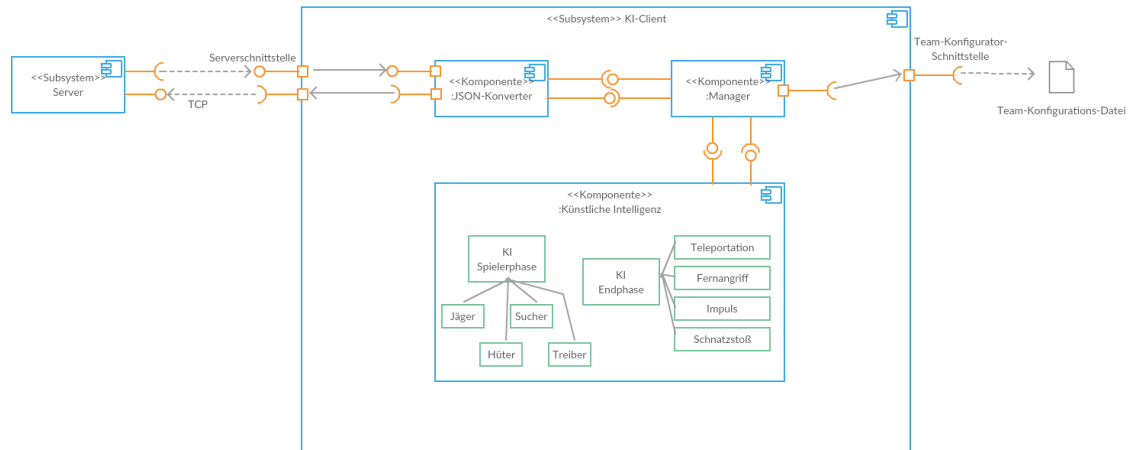 <<Subsystem>> KI-Client
<<Subsystem>>
Server
Serverschnittstelle
TCP
<<Komponente>>
:JSON-Konverter
<<Komponente>>
:Manager
Team-Konfigurator-
Schnittstelle
Team-Konfigurations-Datei
<<Komponente>>
:Künstliche Intelligenz
KI
Spielerphase
Jäger
Sucher
Hüter
Treiber
KI
Endphase
Teleportation
Fernangriff
Impuls
Schnatzstoß